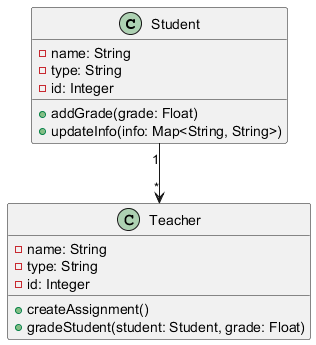 C Student
name: String
type: String
id: Integer
addGrade(grade: Float)
updateInfo(info: Map<String, String>)
1
*
C Teacher
name: String
type: String
id: Integer
createAssignment()
gradeStudent(student: Student, grade: Float)